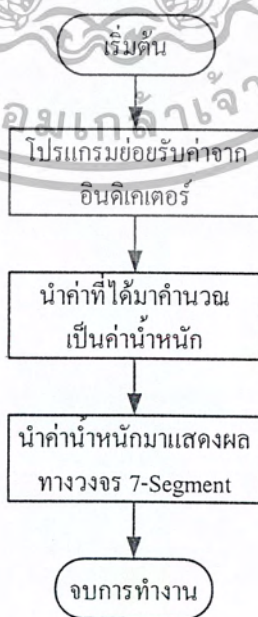 เริ่มต้น
โปรแกรมย่อยรับค่าจาก
อินดิเคเตอร์
นำค่าที่ได้มาคำนวณ
เป็นค่าน้ำหนัก
นำค่าน้ำหนักมาแสดงผล
ทางวงจร 7-Segment
จบการทำงาน